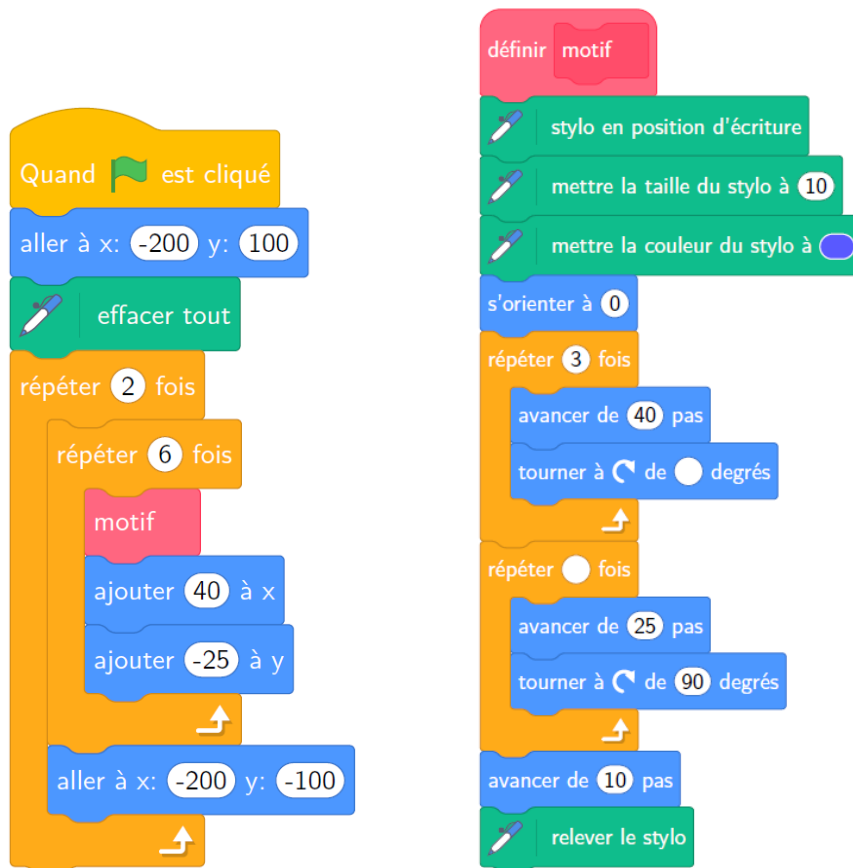 Quand est cliqué
aller à x: -200 y: 100
effacer tout
répéter 2 fois
répéter 6 fois
motif
ajouter 40 à x
ajouter -25 à y
aller à x: -200 y: -100
définir motif
stylo en position d'écriture
mettre la taille du stylo à 10
mettre la couleur du stylo à
s'orienter à 0
répéter 3 fois
avancer de 40 pas
tourner à de degrés
répéter fois
avancer de 25 pas
tourner à de 90 degrés
avancer de 10 pas
relever le stylo